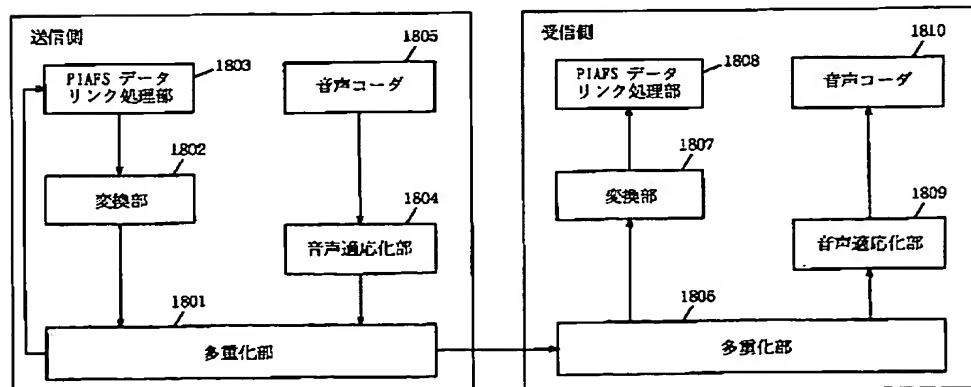 送信側
1805
1803
PIAFS データ
リンク処理部
音声コーダ
1802
変換部
1804
音声適応化部
1801
多重化部
受信側
1810
1808
PIAFS データ
リンク処理部
音声コーダ
1807
変換部
1809
音声適応化部
1806
多重化部